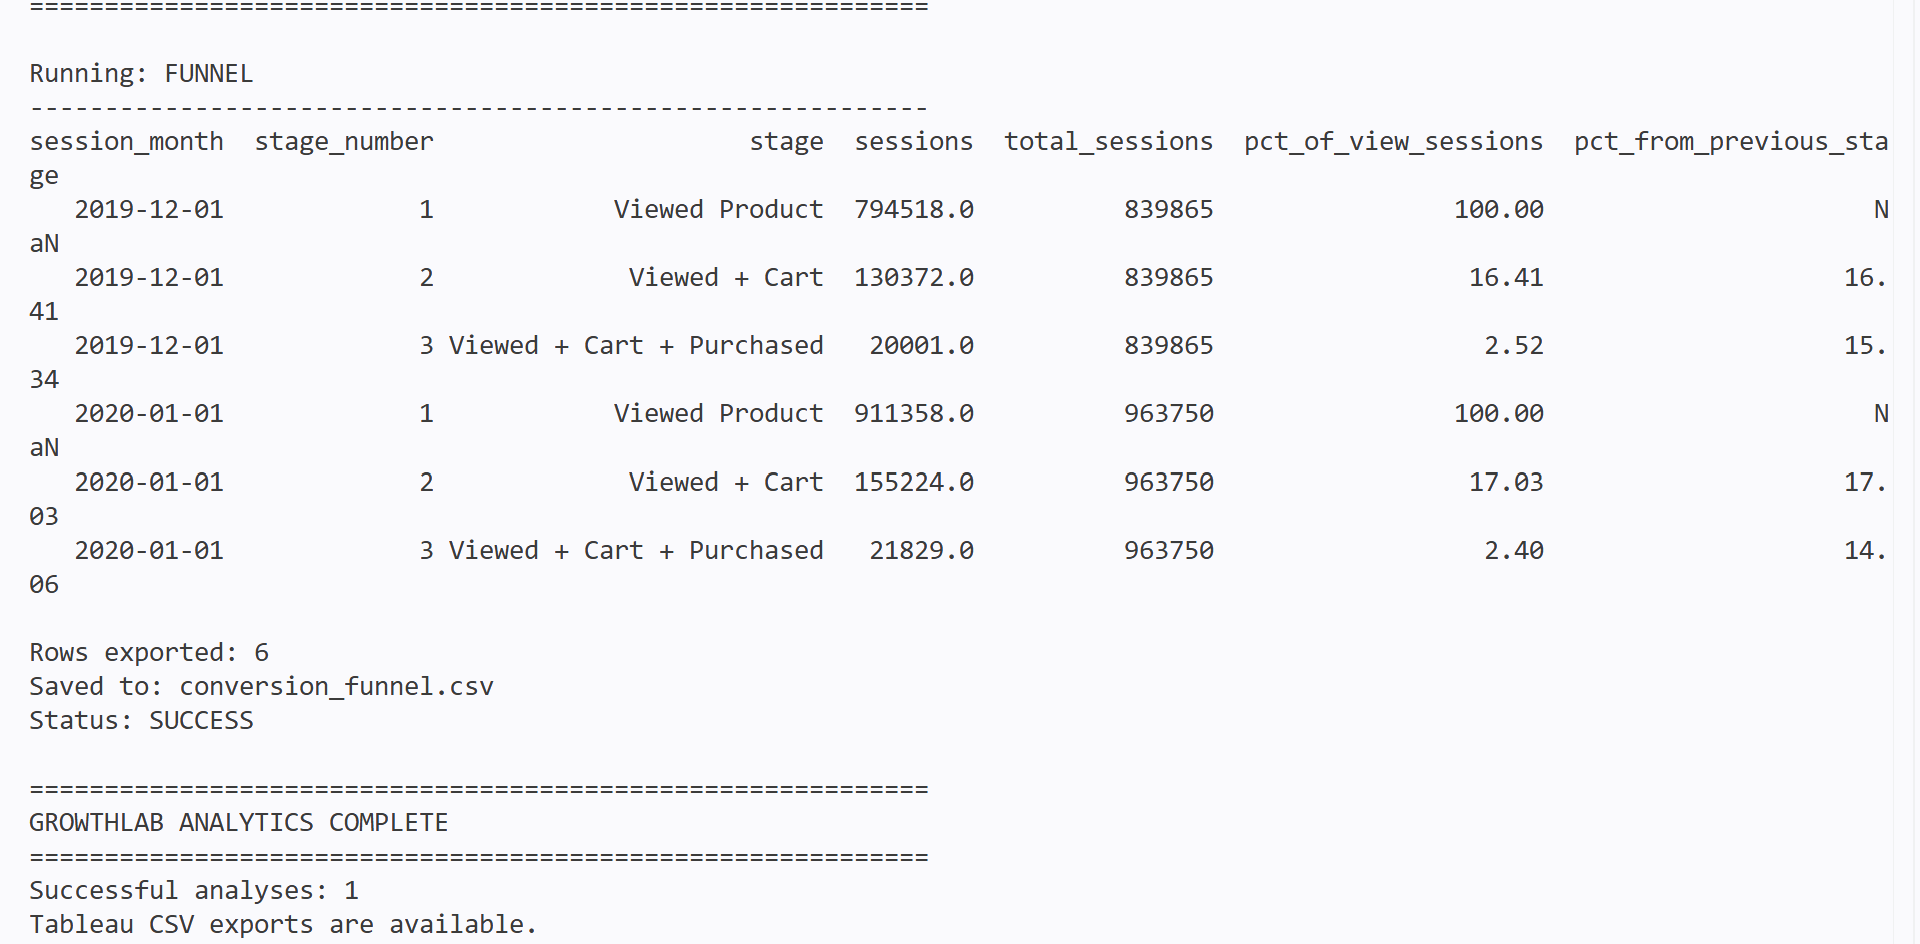 ============================================================
Running: FUNNEL
------------------------------------------------------------
session_month  stage_number                     stage  sessions  total_sessions  pct_of_view_sessions  pct_from_previous_sta
ge
   2019-12-01             1            Viewed Product  794518.0          839865                100.00                      N
aN
   2019-12-01             2             Viewed + Cart  130372.0          839865                 16.41                    16.
41
   2019-12-01             3 Viewed + Cart + Purchased   20001.0          839865                  2.52                    15.
34
   2020-01-01             1            Viewed Product  911358.0          963750                100.00                      N
aN
   2020-01-01             2             Viewed + Cart  155224.0          963750                 17.03                    17.
03
   2020-01-01             3 Viewed + Cart + Purchased   21829.0          963750                  2.40                    14.
06
Rows exported: 6
Saved to: conversion_funnel.csv
Status: SUCCESS
============================================================
GROWTHLAB ANALYTICS COMPLETE
============================================================
Successful analyses: 1
Tableau CSV exports are available.